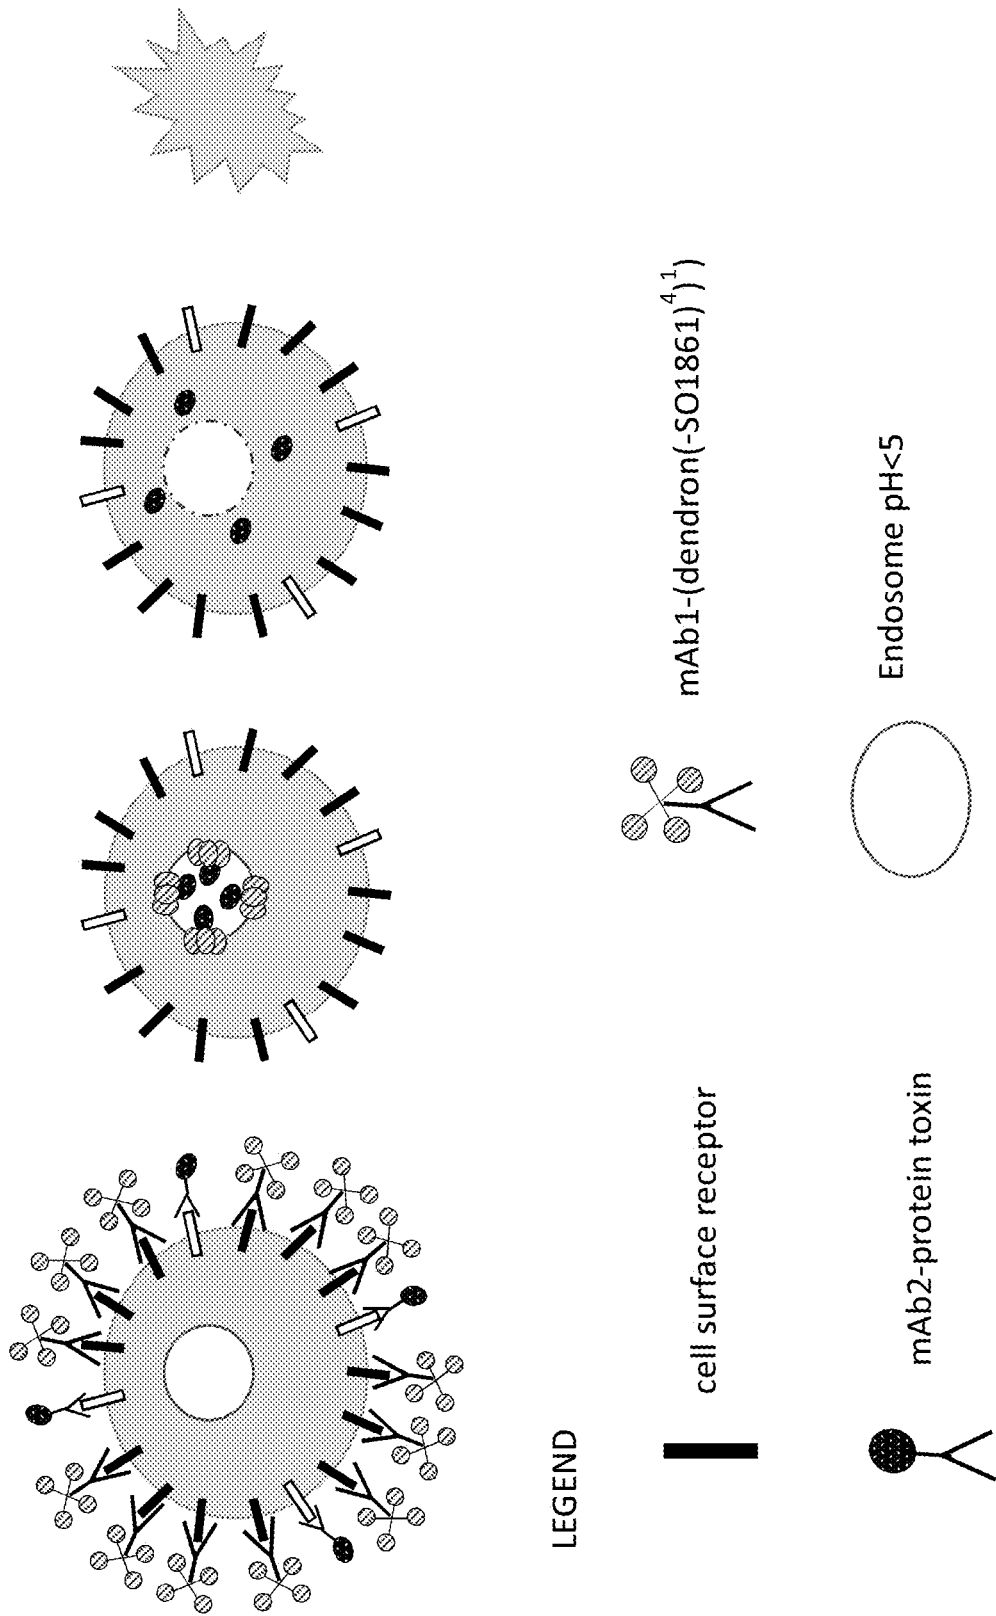 LEGEND
cell surface receptor
mAb1-(dendron(-SO1861)4)1)
mAb2-protein toxin
Endosome pH<5